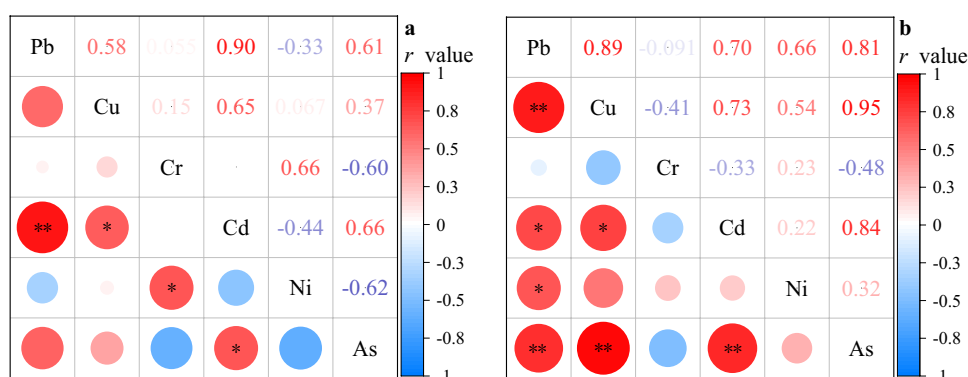 a
r value
Pb 0.58 0.055 0.90 -0.33 0.61
Cu 0.15 0.65 0.067 0.37
Cr 0.66 -0.60
** * Cd -0.44 0.66
* Ni -0.62
* As
1
0.8
0.5
0.3
0
-0.3
-0.5
-0.8
-1
b
r value
Pb 0.89 -0.091 0.70 0.66 0.81
** Cu -0.41 0.73 0.54 0.95
Cr -0.33 0.23 -0.48
* * Cd 0.22 0.84
* Ni 0.32
** ** ** As
1
0.8
0.5
0.3
0
-0.3
-0.5
-0.8
-1